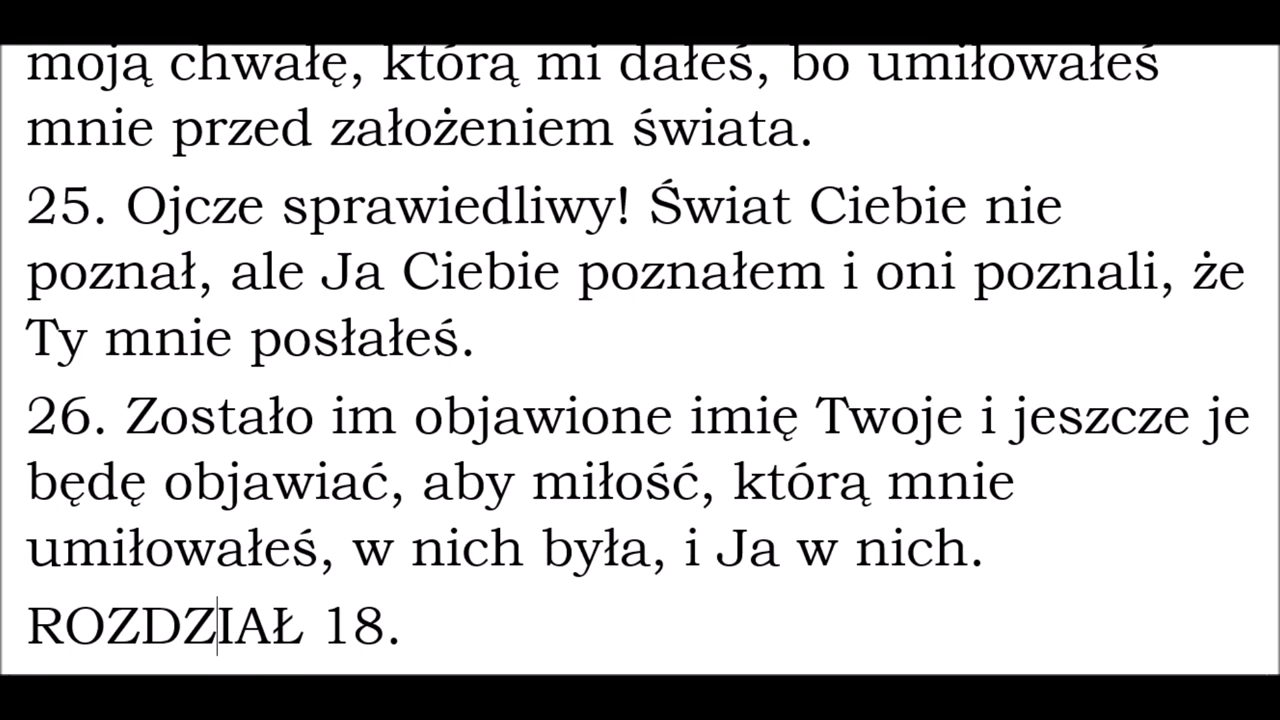 moją chwałę, którą mi dałeś, bo umiłowałeś
mnie przed założeniem świata.
25. Ojcze sprawiedliwy! Świat Ciebie nie
poznał, ale Ja Ciebie poznałem i oni poznali, że
Ty mnie posłałeś.
26. Zostało im objawione imię Twoje i jeszcze je
będę objawiać, aby miłość, którą mnie
umiłowałeś, w nich była, i Ja w nich.
ROZDZIAŁ 18.